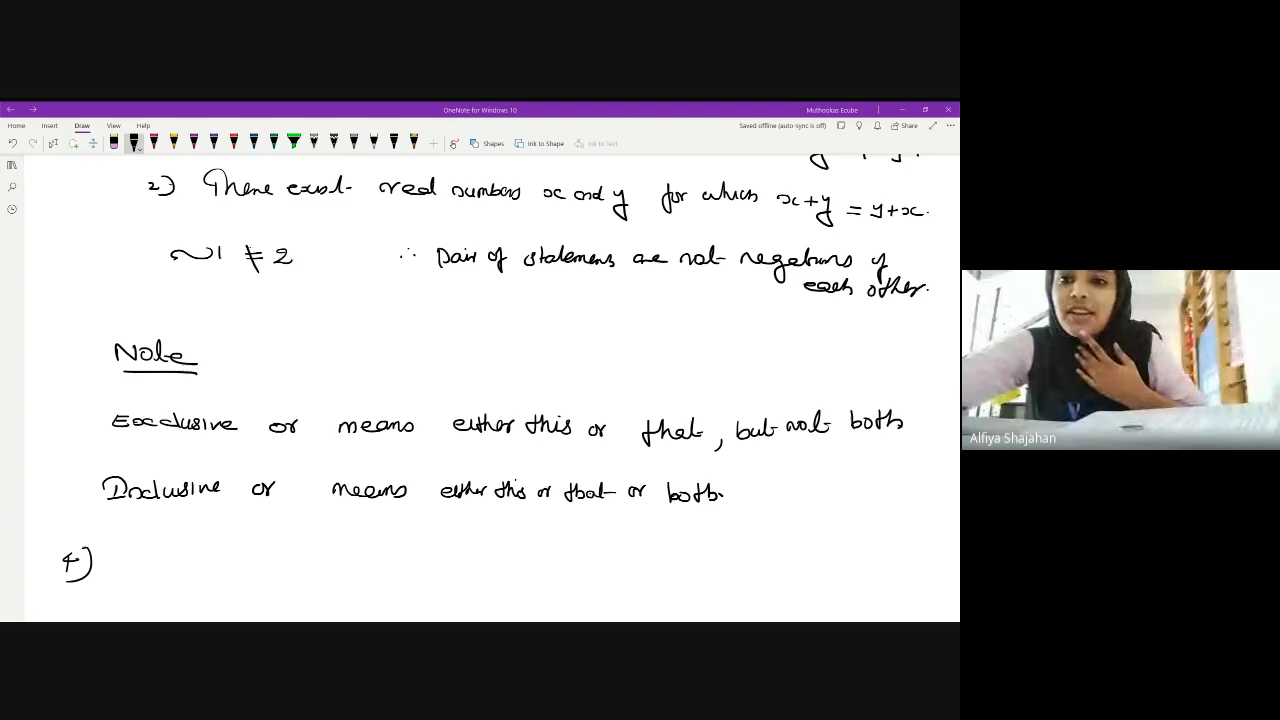 OneNote for Windows 10
Muthookas Ecube
Home Insert Draw View Help
Saved offline (auto-sync is off)
Share
Shapes
Ink to Shape
Ink to Text
2) There exist real numbers x and y for which x+y = y+x.
~1 ≠ 2 ∴ pair of statements are not negations of
each other.
Note
Exclusive or means either this or that, but not both
Inclusive or means either this or that or both.
4)
Alfiya Shajahan